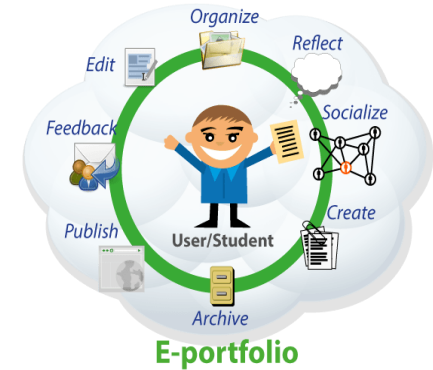 Organize
Reflect
Edit
Socialize
Feedback
Create
Publish
User/Student
Archive
E-portfolio